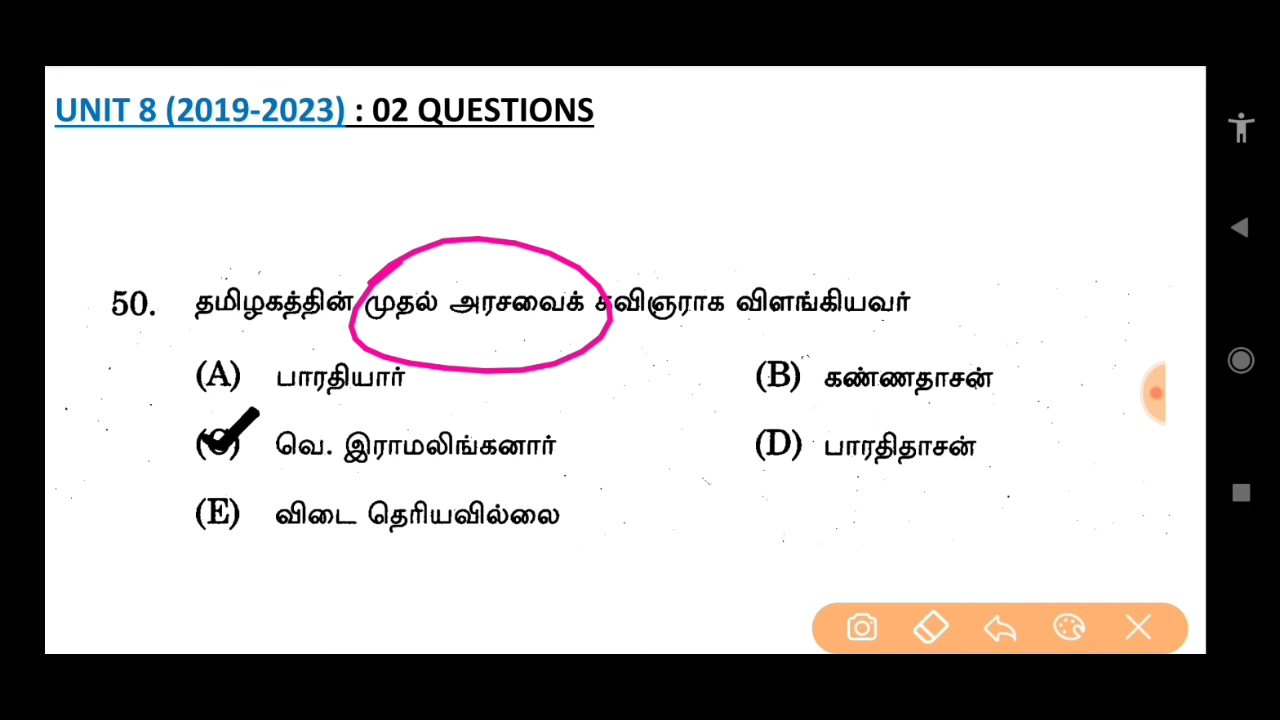 UNIT 8 (2019-2023) : 02 QUESTIONS
50. தமிழகத்தின் முதல் அரசவைக் கவிஞராக விளங்கியவர்
(A) பாரதியார் (B) கண்ணதாசன்
(C) வெ. இராமலிங்கனார் (D) பாரதிதாசன்
(E) விடை தெரியவில்லை